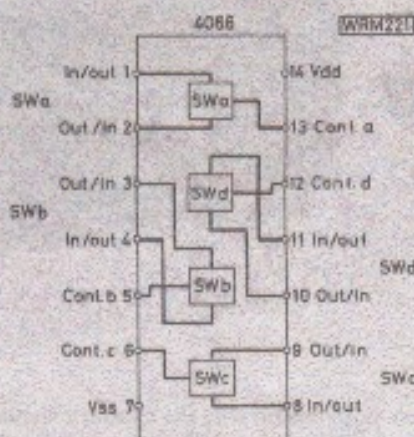 4066
In/out 1
14 Vdd
SWa
SWa
Out/in 2
13 Cont. a
Out/in 3
12 Cont. d
SWd
SWb
In/out 4
11 In/out
SWd
Cont.b 5
SWb
10 Out/in
Cont.c 6
9 Out/in
SWc
SWc
Vss 7
8 In/out